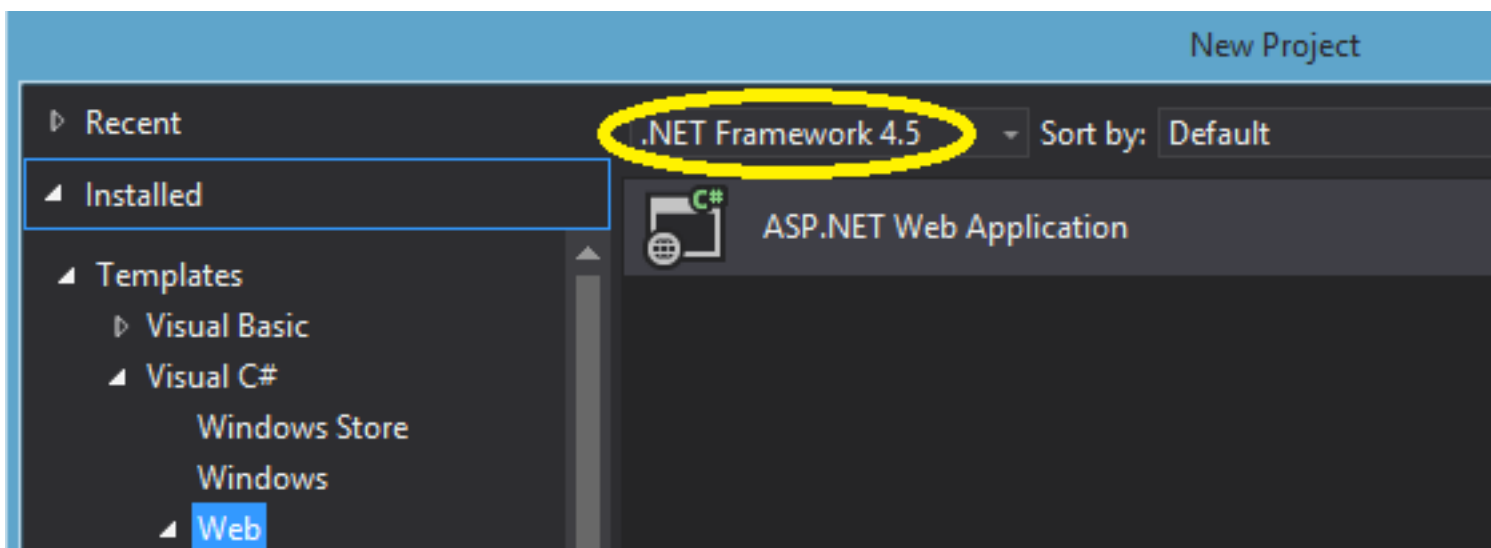 New Project
Recent
.NET Framework 4.5 Sort by: Default
Installed
C#
ASP.NET Web Application
Templates
Visual Basic
Visual C#
Windows Store
Windows
Web